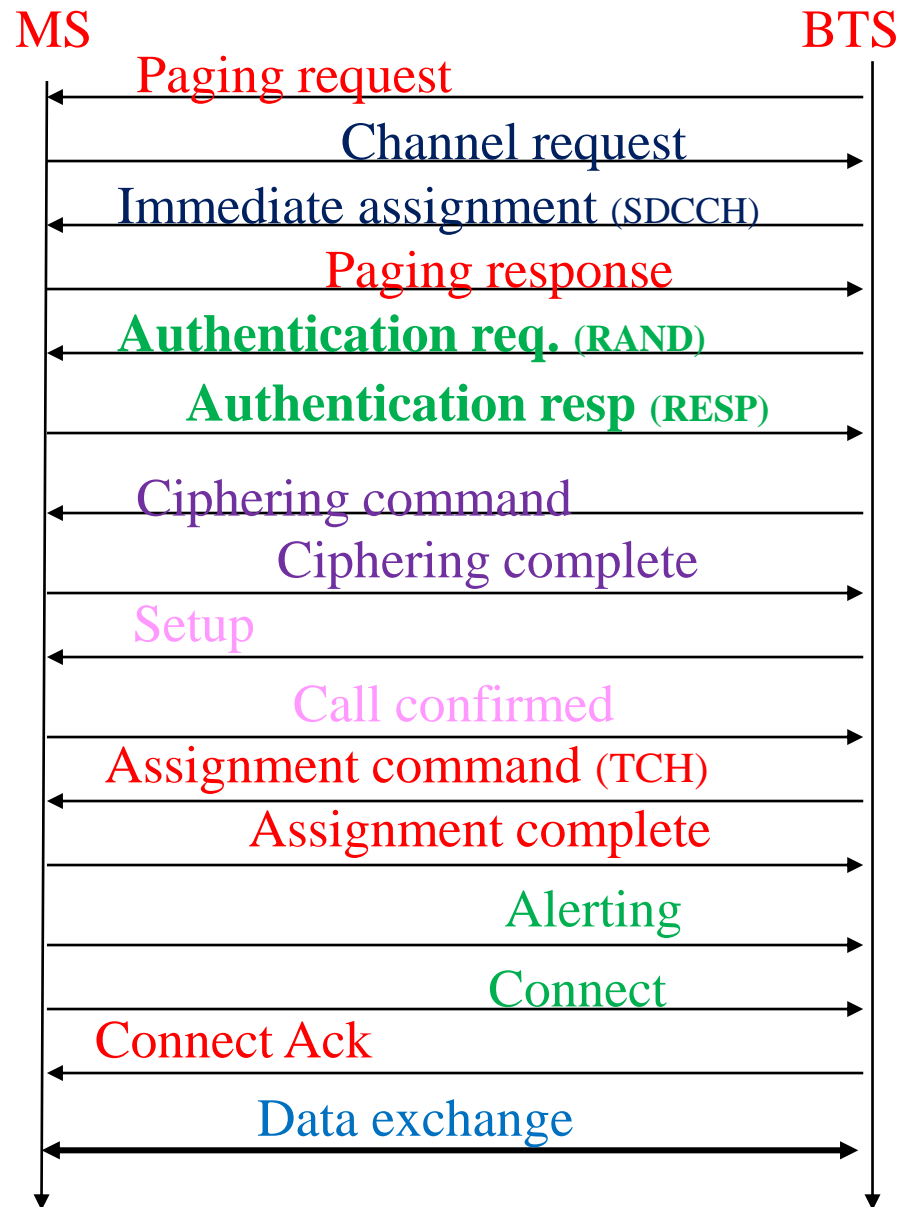 MS BTS
Paging request
Channel request
Immediate assignment (SDCCH)
Paging response
Authentication req. (RAND)
Authentication resp (RESP)
Ciphering command
Ciphering complete
Setup
Call confirmed
Assignment command (TCH)
Assignment complete
Alerting
Connect
Connect Ack
Data exchange